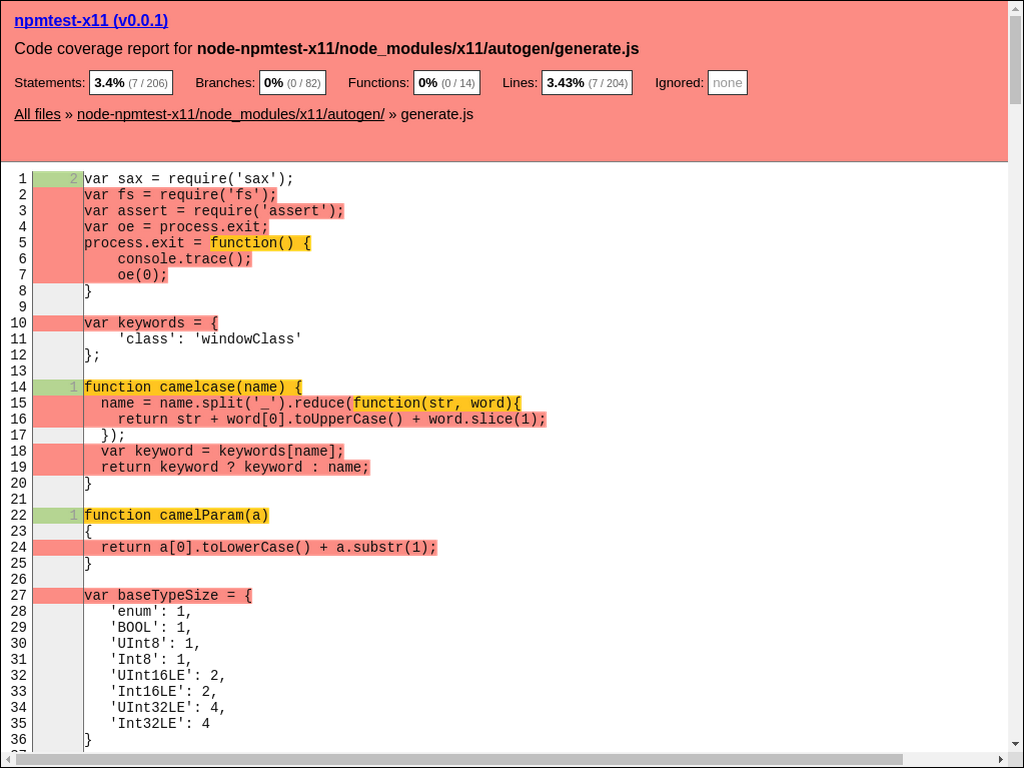 npmtest-x11 (v0.0.1)
Code coverage report for node-npmtest-x11/node_modules/x11/autogen/generate.js
Statements: 3.4% (7 / 206) Branches: 0% (0 / 82) Functions: 0% (0 / 14) Lines: 3.43% (7 / 204) Ignored: none
All files » node-npmtest-x11/node_modules/x11/autogen/ » generate.js
1 2 var sax = require('sax');
2 var fs = require('fs');
3 var assert = require('assert');
4 var oe = process.exit;
5 process.exit = function() {
6     console.trace();
7     oe(0);
8 }
9
10 var keywords = {
11     'class': 'windowClass'
12 };
13
14 1 function camelcase(name) {
15   name = name.split('_').reduce(function(str, word){
16     return str + word[0].toUpperCase() + word.slice(1);
17   });
18   var keyword = keywords[name];
19   return keyword ? keyword : name;
20 }
21
22 1 function camelParam(a)
23 {
24   return a[0].toLowerCase() + a.substr(1);
25 }
26
27 var baseTypeSize = {
28    'enum': 1,
29    'BOOL': 1,
30    'UInt8': 1,
31    'Int8': 1,
32    'UInt16LE': 2,
33    'Int16LE': 2,
34    'UInt32LE': 4,
35    'Int32LE': 4
36 }